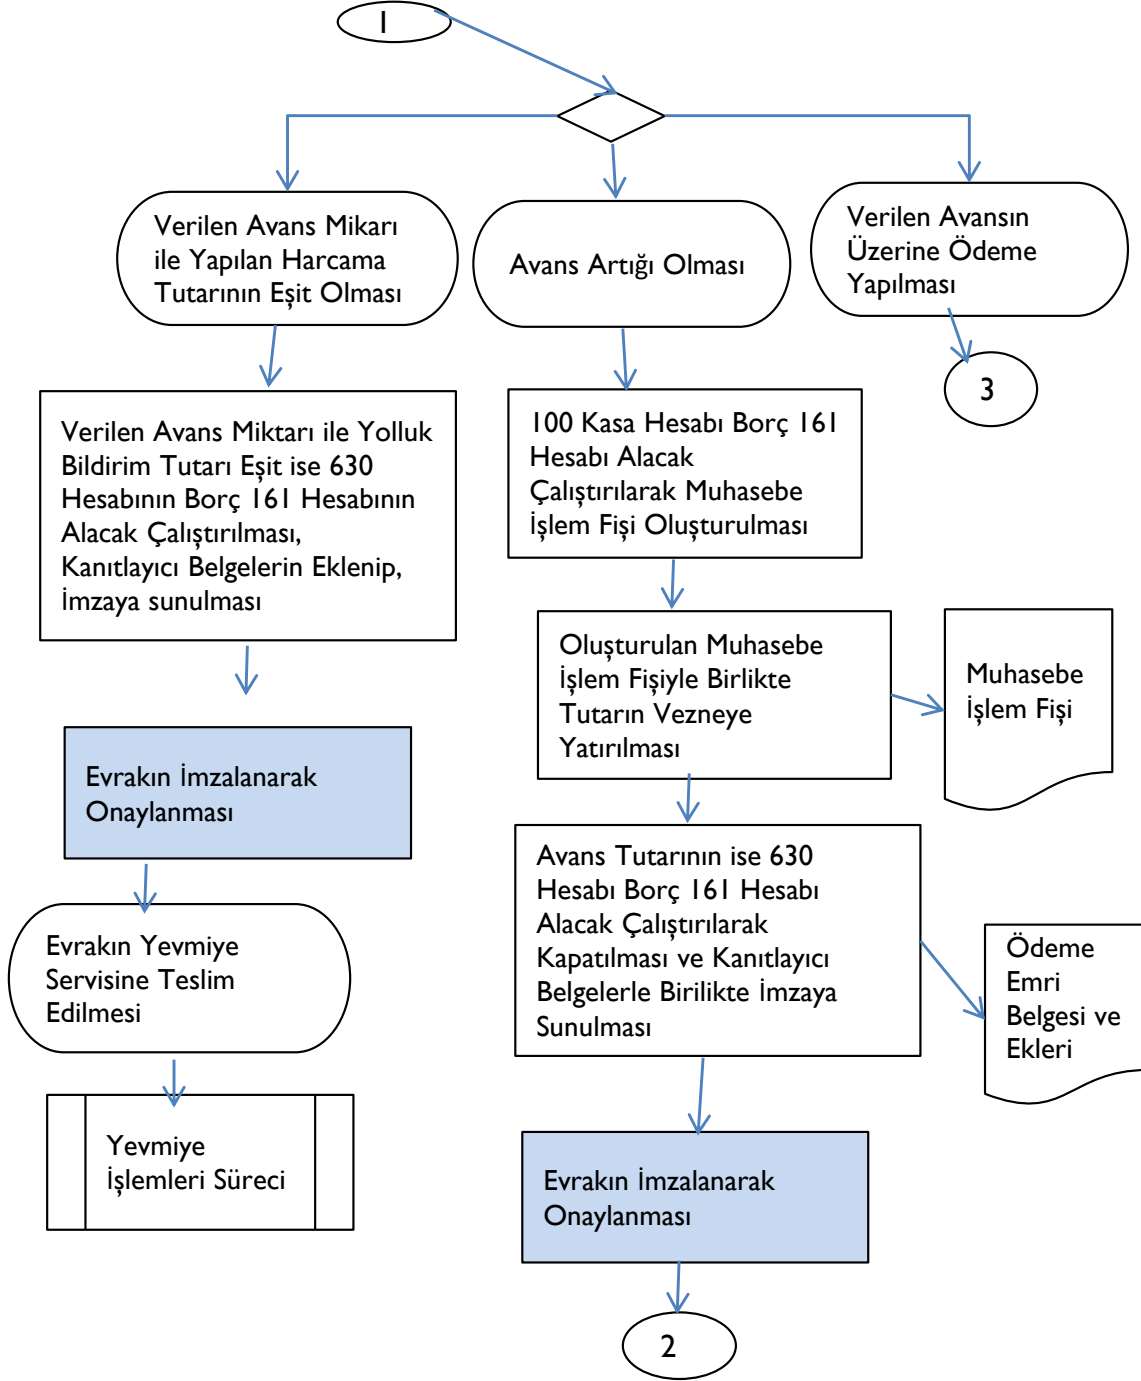 1
Verilen Avans Mikarı
ile Yapılan Harcama
Tutarının Eşit Olması
Avans Artığı Olması
Verilen Avansın
Üzerine Ödeme
Yapılması
3
Verilen Avans Miktarı ile Yolluk
Bildirim Tutarı Eşit ise 630
Hesabının Borç 161 Hesabının
Alacak Çalıştırılması,
Kanıtlayıcı Belgelerin Eklenip,
İmzaya sunulması
100 Kasa Hesabı Borç 161
Hesabı Alacak
Çalıştırılarak Muhasebe
İşlem Fişi Oluşturulması
Oluşturulan Muhasebe
İşlem Fişiyle Birlikte
Tutarın Vezneye
Yatırılması
Muhasebe
İşlem Fişi
Evrakın İmzalanarak
Onaylanması
Avans Tutarının ise 630
Hesabı Borç 161 Hesabı
Alacak Çalıştırılarak
Kapatılması ve Kanıtlayıcı
Belgelerle Birilikte İmzaya
Sunulması
Ödeme
Emri
Belgesi ve
Ekleri
Evrakın Yevmiye
Servisine Teslim
Edilmesi
Yevmiye
İşlemleri Süreci
Evrakın İmzalanarak
Onaylanması
2